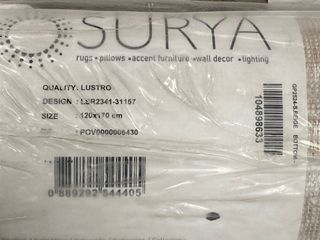 SURYA
rugs • pillows • accent furniture • wall decor • lighting
QUALITY: LUSTRO
DESIGN : LSR2341-31157
SIZE : 120x170 cm
: POV0000006430
0 889292 544405
104898633